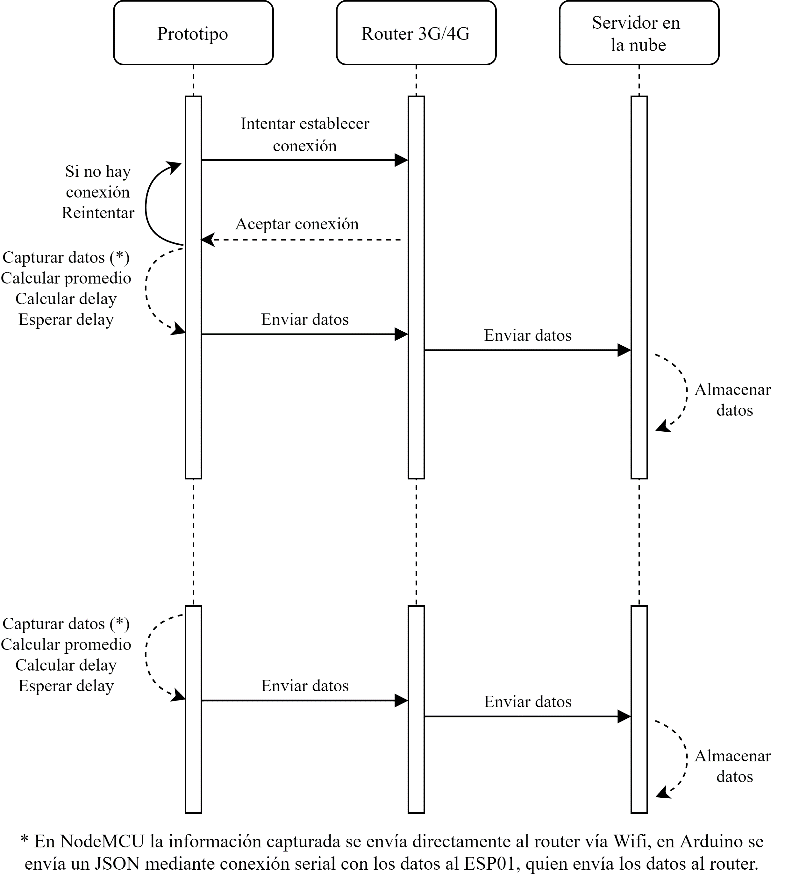 Prototipo
Router 3G/4G
Servidor en
la nube
Intentar establecer
conexión
Si no hay
conexión
Reintentar
Aceptar conexión
Capturar datos (*)
Calcular promedio
Calcular delay
Esperar delay
Enviar datos
Enviar datos
Almacenar
datos
Capturar datos (*)
Calcular promedio
Calcular delay
Esperar delay
Enviar datos
Enviar datos
Almacenar
datos
* En NodeMCU la información capturada se envía directamente al router vía Wifi, en Arduino se
envía un JSON mediante conexión serial con los datos al ESP01, quien envía los datos al router.